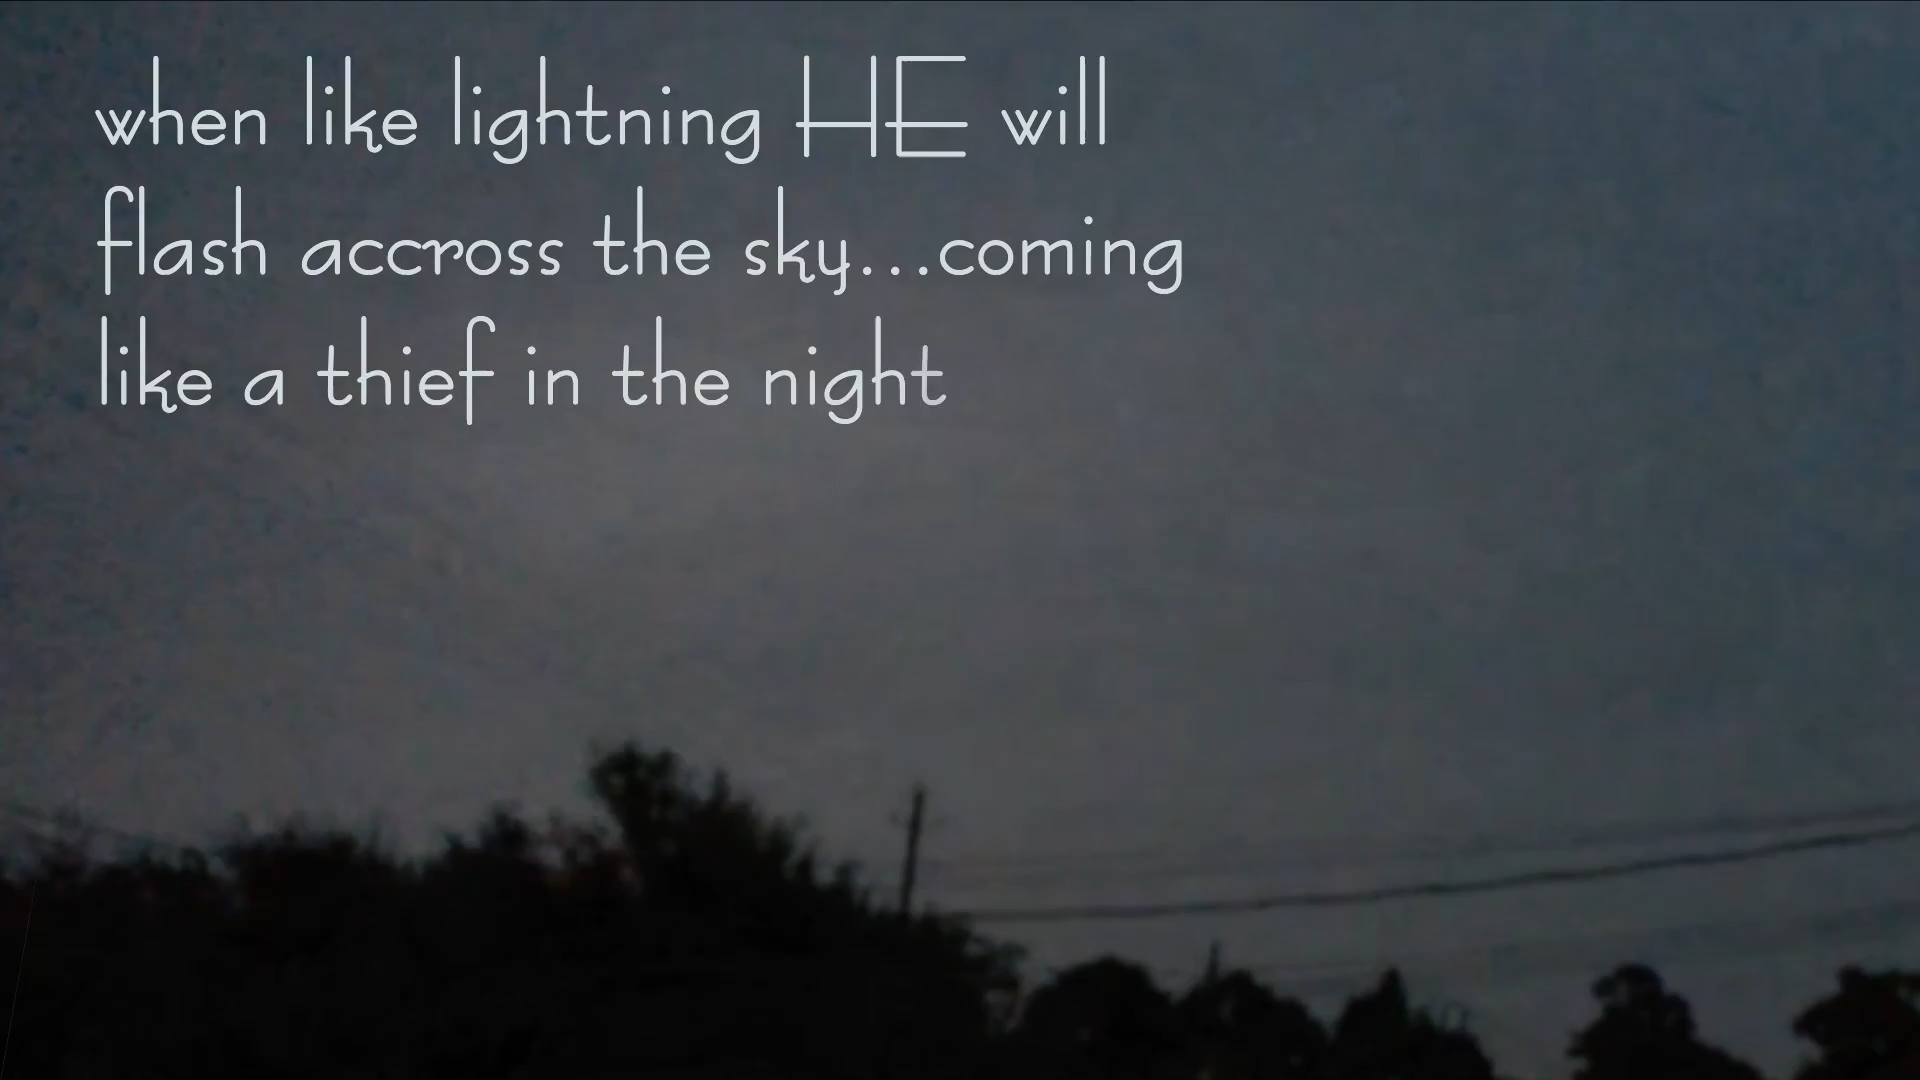 when like lightning HE will
flash accross the sky...coming
like a thief in the night